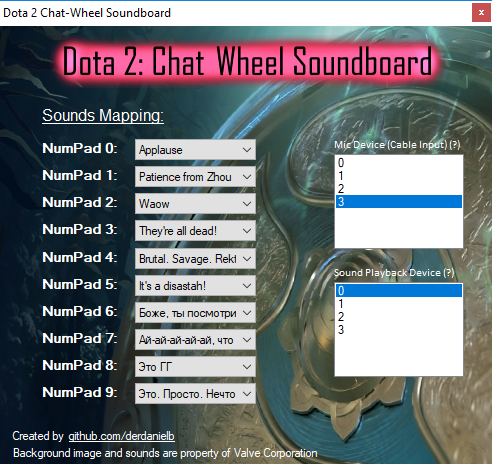 Dota 2 Chat-Wheel Soundboard
x
Dota 2: Chat Wheel Soundboard
Sounds Mapping:
NumPad 0: Applause
NumPad 1: Patience from Zhou
NumPad 2: Waow
NumPad 3: They're all dead!
NumPad 4: Brutal. Savage. Rekt
NumPad 5: It's a disastah!
NumPad 6: Боже, ты посмотри
NumPad 7: Ай-ай-ай-ай-ай, что
NumPad 8: Это ГГ
NumPad 9: Это. Просто. Нечто
Mic Device (Cable Input) (?)
0
1
2
3
Sound Playback Device (?)
0
1
2
3
Created by github.com/derdanielb
Background image and sounds are property of Valve Corporation